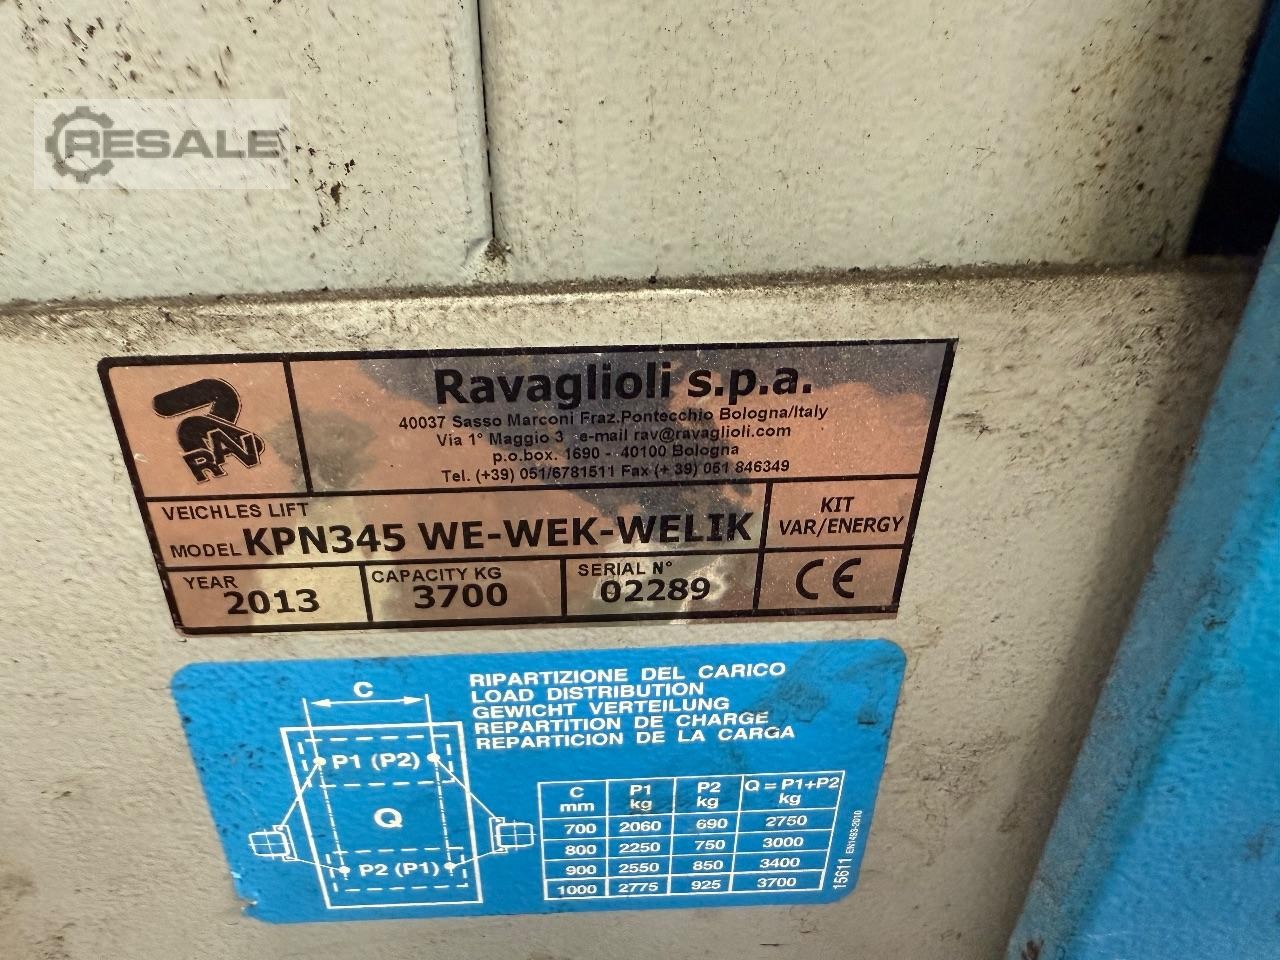 RESALE
Ravaglioli s.p.a.
40037 Sasso Marconi Fraz.Pontecchio Bologna/Italy
Via 1° Maggio 3 e-mail rav@ravaglioli.com
p.o.box. 1690 - 40100 Bologna
Tel. (+39) 051/6781511 Fax (+ 39) 051 846349
RAV
VEICHLES LIFT
MODEL KPN345 WE-WEK-WELIK
KIT
VAR/ENERGY
YEAR
2013
CAPACITY KG
3700
SERIAL N°
02289
CE
RIPARTIZIONE DEL CARICO
LOAD DISTRIBUTION
GEWICHT VERTEILUNG
REPARTITION DE CHARGE
REPARTICION DE LA CARGA
C
P1 (P2)
Q
P2 (P1)
C mm P1 kg P2 kg Q = P1+P2 kg
700 2060 690 2750
800 2250 750 3000
900 2550 850 3400
1000 2775 925 3700
15611 EN1493-2010